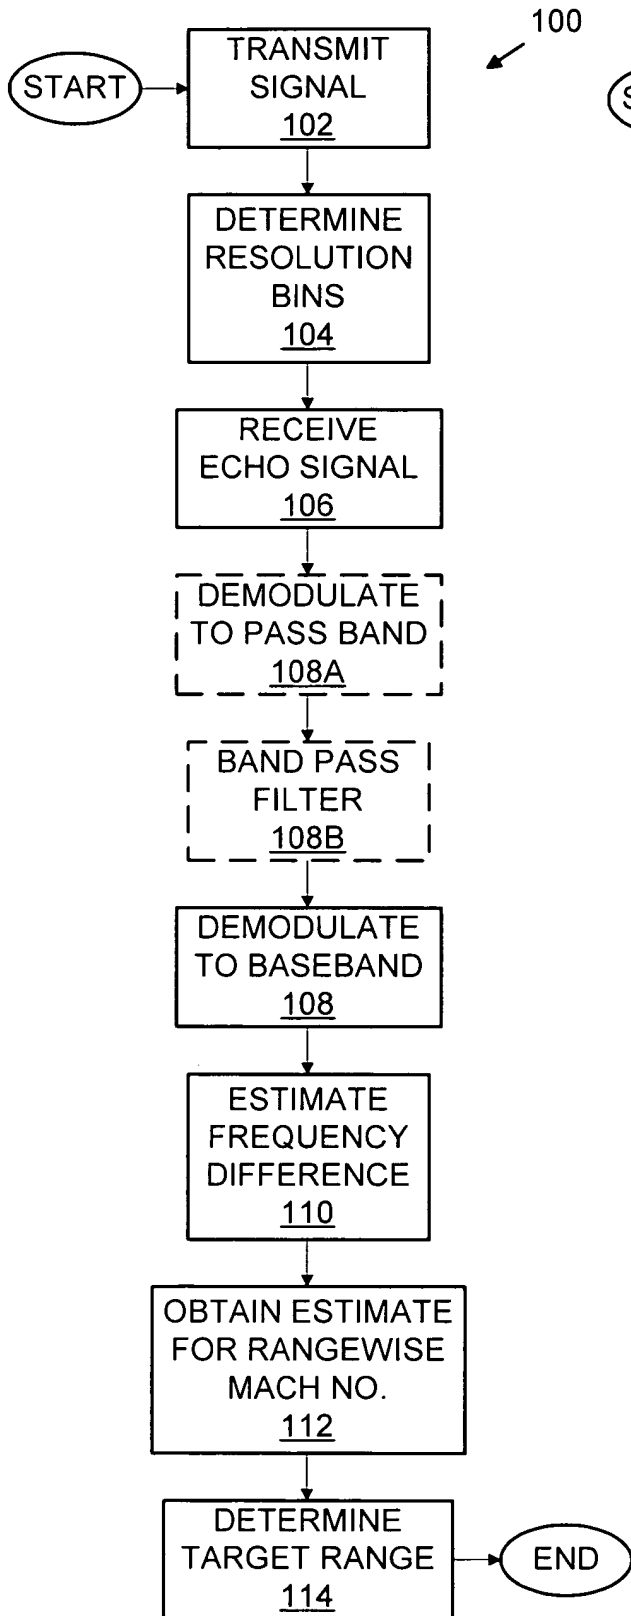 100
START
TRANSMIT
SIGNAL
102
DETERMINE
RESOLUTION
BINS
104
RECEIVE
ECHO SIGNAL
106
DEMODULATE
TO PASS BAND
108A
BAND PASS
FILTER
108B
DEMODULATE
TO BASEBAND
108
ESTIMATE
FREQUENCY
DIFFERENCE
110
OBTAIN ESTIMATE
FOR RANGEWISE
MACH NO.
112
DETERMINE
TARGET RANGE
114
END